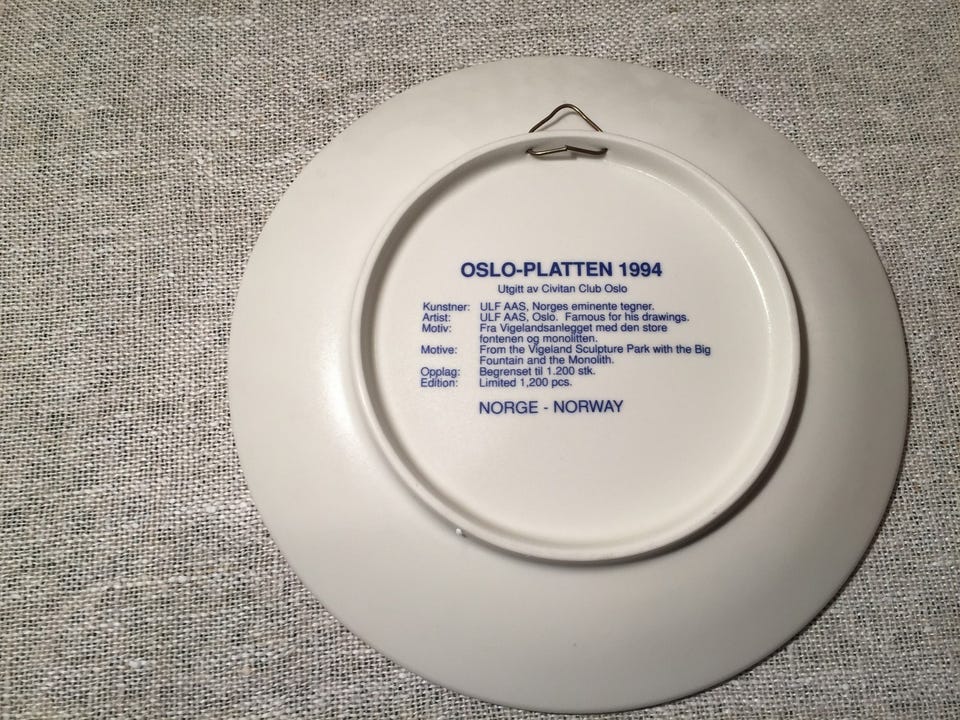 OSLO-PLATTEN 1994
Utgitt av Civitan Club Oslo
Kunstner: ULF AAS, Norges eminente tegner.
Artist: ULF AAS, Oslo. Famous for his drawings.
Motiv: Fra Vigelandsanlegget med den store
fontenen og monolitten.
Motive: From the Vigeland Sculpture Park with the Big
Fountain and the Monolith.
Opplag: Begrenset til 1.200 stk.
Edition: Limited 1,200 pcs.
NORGE - NORWAY